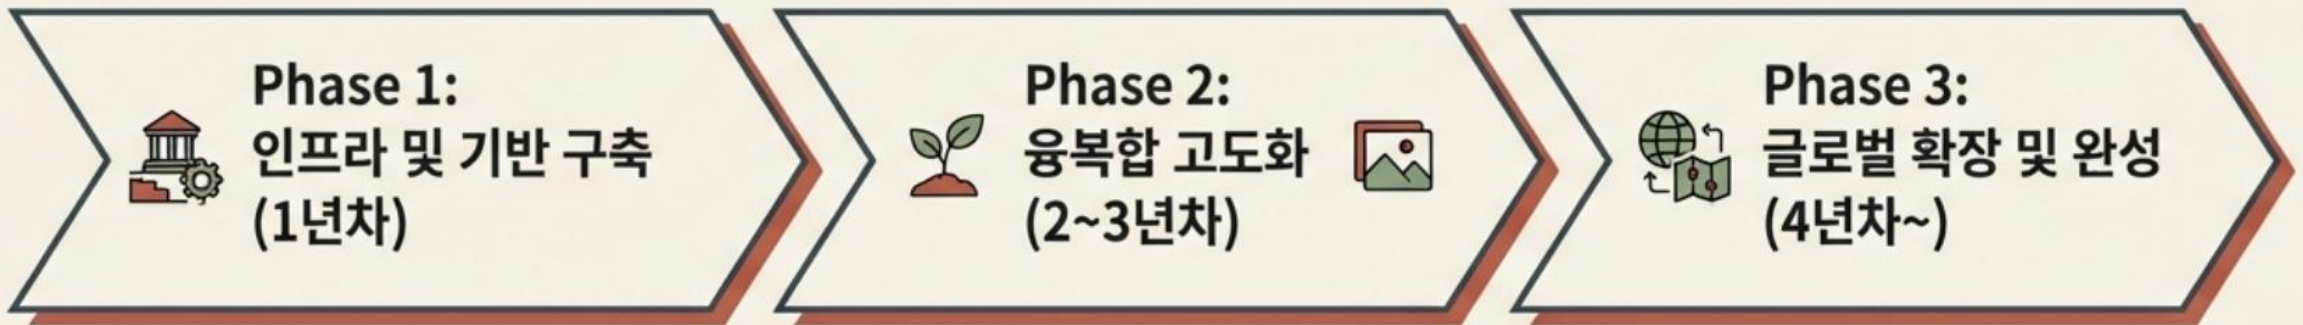 Phase 1:
인프라 및 기반 구축
(1년차)
Phase 2:
융복합 고도화
(2~3년차)
Phase 3:
글로벌 확장 및 완성
(4년차~)